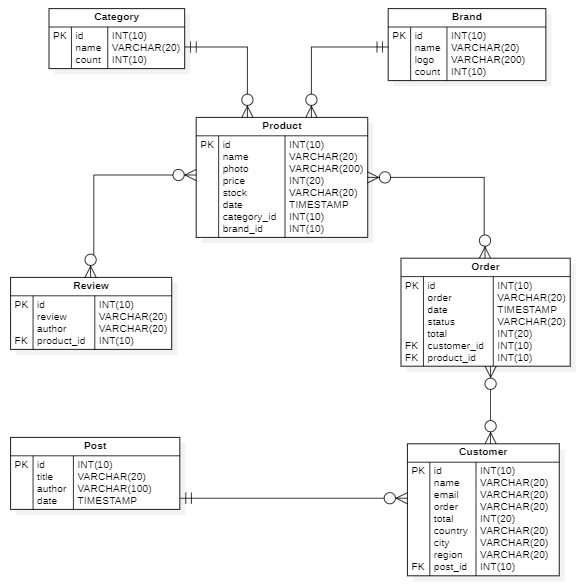 Category
PK id INT(10)
name VARCHAR(20)
count INT(10)
Brand
PK id INT(10)
name VARCHAR(20)
logo VARCHAR(200)
count INT(10)
Product
PK id INT(10)
name VARCHAR(20)
photo VARCHAR(200)
price INT(20)
stock VARCHAR(20)
date TIMESTAMP
category_id INT(10)
brand_id INT(10)
Review
PK id INT(10)
review VARCHAR(20)
author VARCHAR(20)
FK product_id INT(10)
Order
PK id INT(10)
order VARCHAR(20)
date TIMESTAMP
status VARCHAR(20)
total INT(20)
FK customer_id INT(10)
FK product_id INT(10)
Post
PK id INT(10)
title VARCHAR(20)
author VARCHAR(100)
date TIMESTAMP
Customer
PK id INT(10)
name VARCHAR(20)
email VARCHAR(20)
order VARCHAR(20)
total INT(20)
country VARCHAR(20)
city VARCHAR(20)
region VARCHAR(20)
FK post_id INT(10)